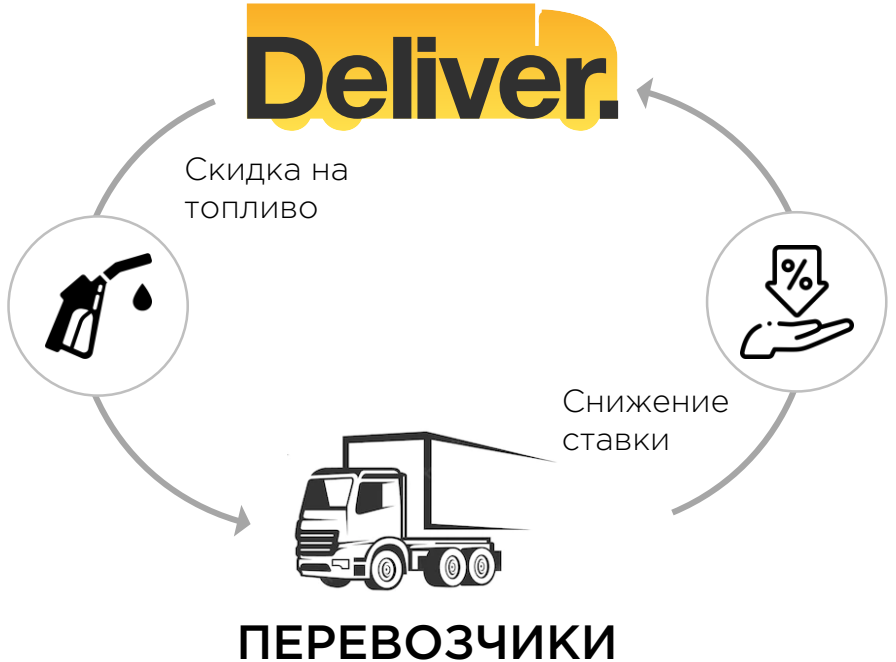 Deliver.
Скидка на
топливо
%
Снижение
ставки
ПЕРЕВОЗЧИКИ